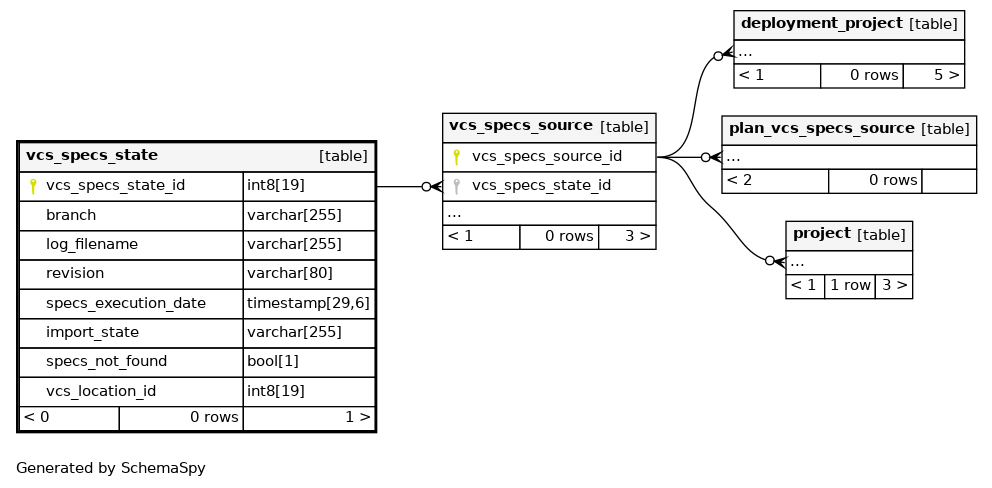 deployment_project [table]
...
< 1 0 rows 5 >
vcs_specs_source [table]
vcs_specs_source_id
vcs_specs_state_id
...
< 1 0 rows 3 >
plan_vcs_specs_source [table]
...
< 2 0 rows
vcs_specs_state [table]
vcs_specs_state_id int8[19]
branch varchar[255]
log_filename varchar[255]
revision varchar[80]
specs_execution_date timestamp[29,6]
import_state varchar[255]
specs_not_found bool[1]
vcs_location_id int8[19]
< 0 0 rows 1 >
project [table]
...
< 1 1 row 3 >
Generated by SchemaSpy